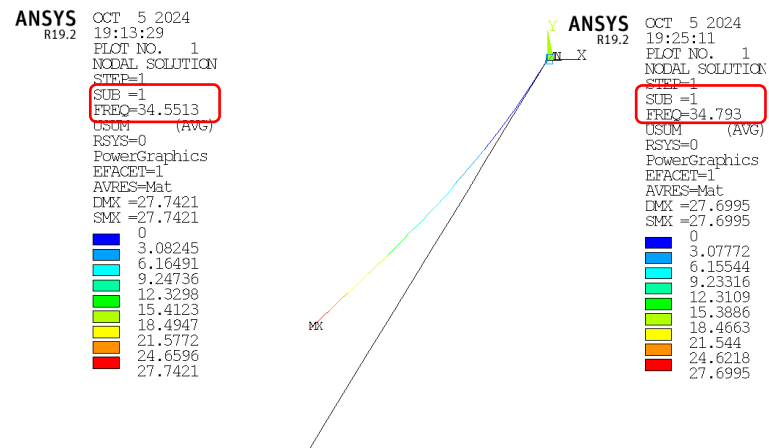 ANSYS
R19.2
OCT 5 2024
19:13:29
PLOT NO. 1
NODAL SOLUTION
STEP=1
SUB =1
FREQ=34.5513
USUM (AVG)
RSYS=0
PowerGraphics
EFACET=1
AVRES=Mat
DMX =27.7421
SMX =27.7421
0
3.08245
6.16491
9.24736
12.3298
15.4123
18.4947
21.5772
24.6596
27.7421
Y
X
MX
ANSYS
R19.2
OCT 5 2024
19:25:11
PLOT NO. 1
NODAL SOLUTION
STEP=1
SUB =1
FREQ=34.793
USUM (AVG)
RSYS=0
PowerGraphics
EFACET=1
AVRES=Mat
DMX =27.6995
SMX =27.6995
0
3.07772
6.15544
9.23316
12.3109
15.3886
18.4663
21.544
24.6218
27.6995